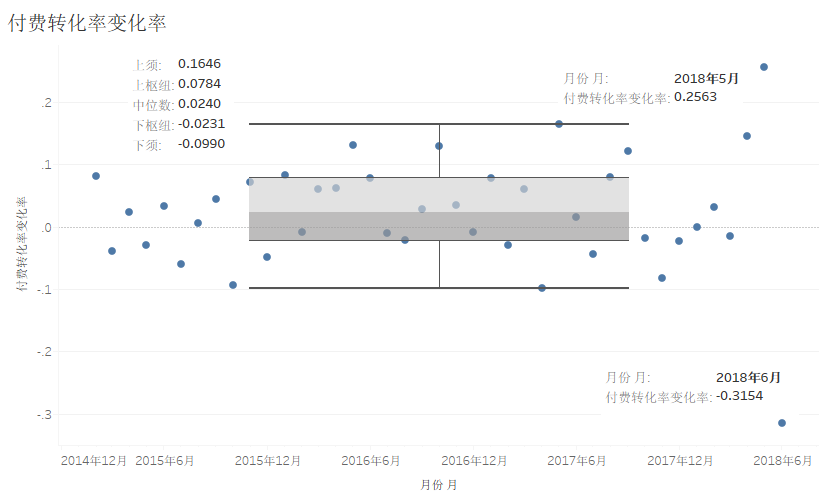 付费转化率变化率
上须: 0.1646
上枢纽: 0.0784
中位数: 0.0240
下枢纽: -0.0231
下须: -0.0990
月份 月: 2018年5月
付费转化率变化率: 0.2563
.2
.1
.0
-.1
-.2
-.3
付费转化率变化率
月份 月: 2018年6月
付费转化率变化率: -0.3154
2014年12月 2015年6月 2015年12月 2016年6月 2016年12月 2017年6月 2017年12月 2018年6月
月份 月